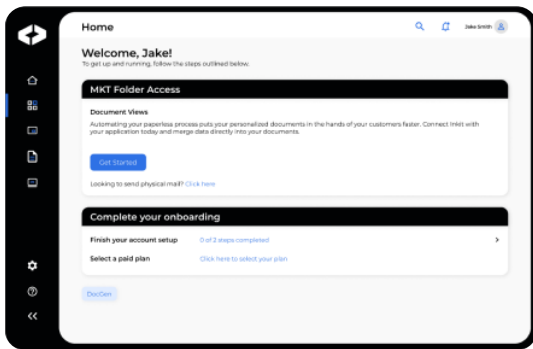 Home
Jake Smith
Welcome, Jake!
To get up and running, follow the steps outlined below.
MKT Folder Access
Document Views
Automating your paperless process puts your personalized documents in the hands of your customers faster. Connect Inkit with
your application today and merge data directly into your documents.
Get Started
Looking to send physical mail? Click here
Complete your onboarding
Finish your account setup 0 of 2 steps completed
Select a paid plan Click here to select your plan
DocGen